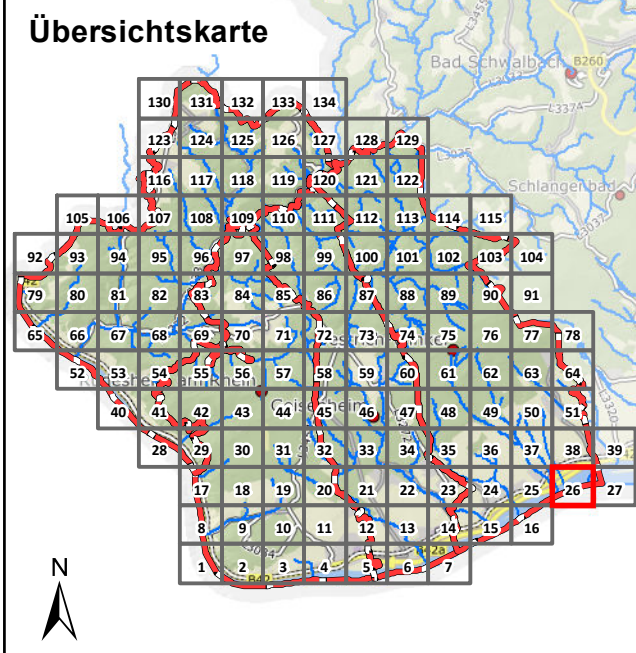 Übersichtskarte
Bad Schwalbach
B260
L3374
L3035
Schlangenbad
L3037
130 131 132 133 134
123 124 125 126 127 128 129
116 117 118 119 120 121 122
105 106 107 108 109 110 111 112 113 114 115
92 93 94 95 96 97 98 99 100 101 102 103 104
79 80 81 82 83 84 85 86 87 88 89 90 91
65 66 67 68 69 70 71 72 73 74 75 76 77 78
52 53 54 55 56 57 58 59 60 61 62 63 64
40 41 42 43 44 45 46 47 48 49 50 51
28 29 30 31 32 33 34 35 36 37 38 39
17 18 19 20 21 22 23 24 25 26 27
8 9 10 11 12 13 14 15 16
1 2 3 4 5 6 7
L3034
B42
B42a
N